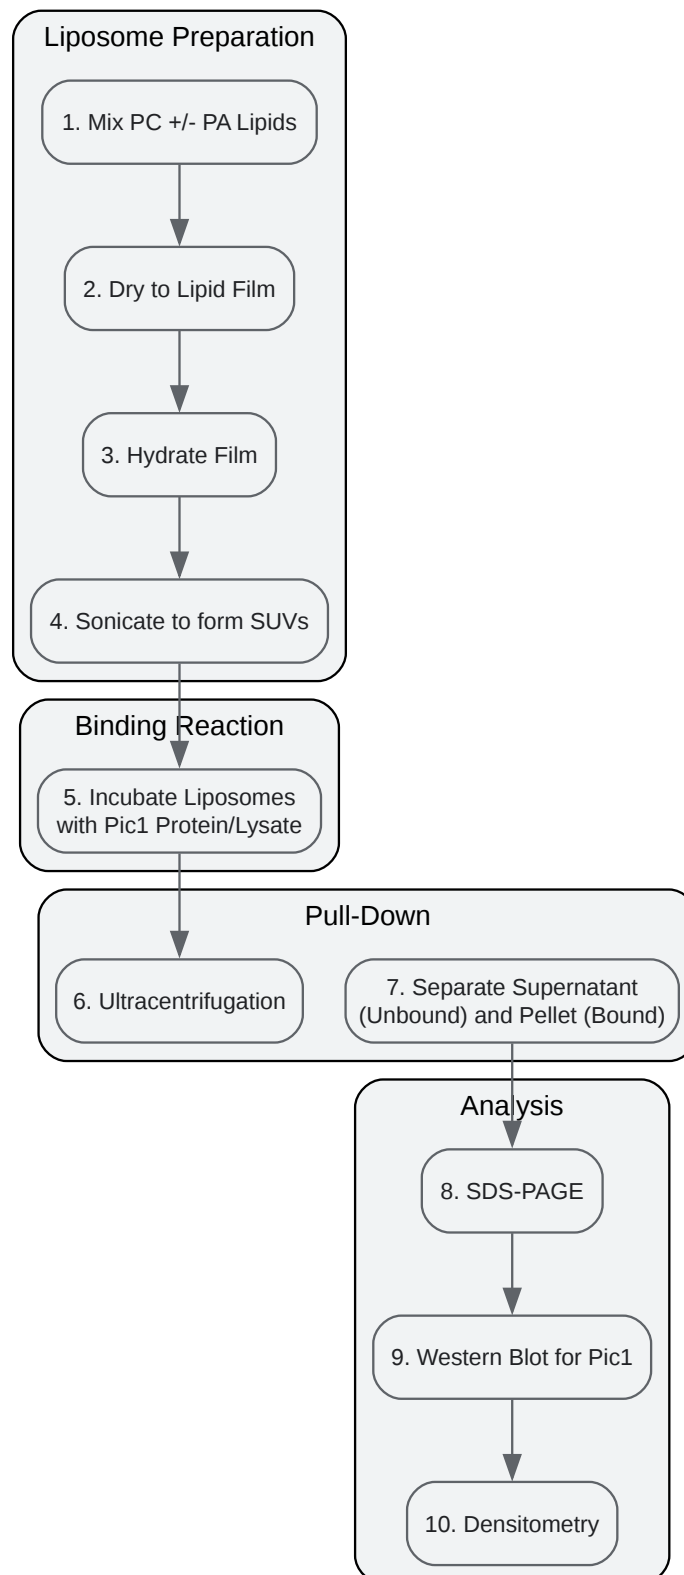 Liposome Preparation
1. Mix PC +/- PA Lipids
2. Dry to Lipid Film
3. Hydrate Film
4. Sonicate to form SUVs
Binding Reaction
5. Incubate Liposomes
with Pic1 Protein/Lysate
Pull-Down
6. Ultracentrifugation
7. Separate Supernatant
(Unbound) and Pellet (Bound)
Analysis
8. SDS-PAGE
9. Western Blot for Pic1
10. Densitometry